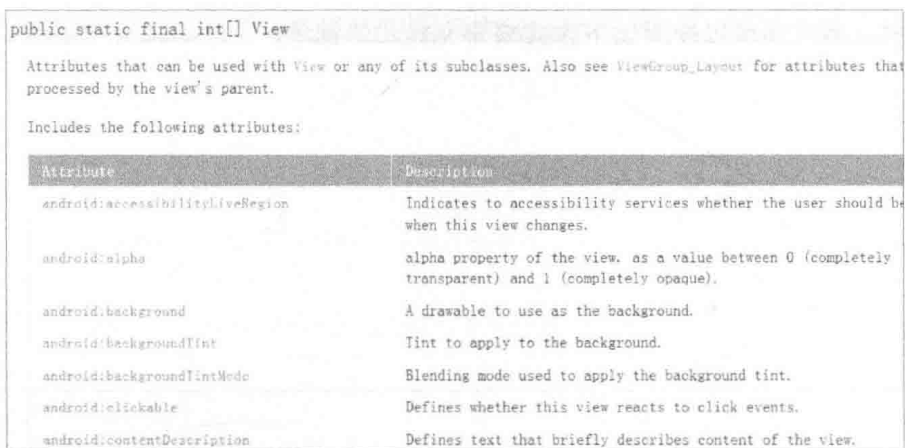 public static final int[] View
Attributes that can be used with View or any of its subclasses. Also see ViewGroup_Layout for attributes that
processed by the view's parent.
Includes the following attributes:
Attribute Description
android:accessibilityLiveRegion Indicates to accessibility services whether the user should be
when this view changes.
android:alpha alpha property of the view, as a value between 0 (completely
transparent) and 1 (completely opaque).
android:background A drawable to use as the background.
android:backgroundTint Tint to apply to the background.
android:backgroundTintMode Blending mode used to apply the background tint.
android:clickable Defines whether this view reacts to click events.
android:contentDescription Defines text that briefly describes content of the view.